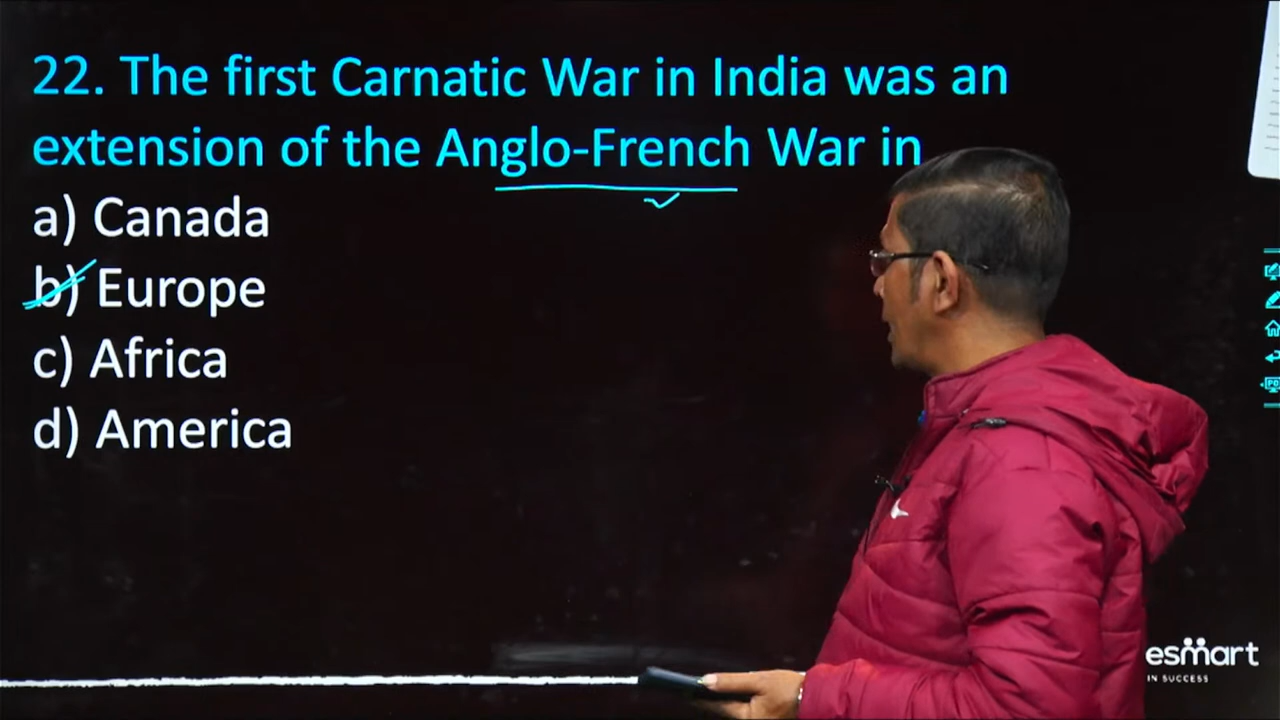 22. The first Carnatic War in India was an
extension of the Anglo-French War in
a) Canada
b) Europe
c) Africa
d) America
esmart
IN SUCCESS